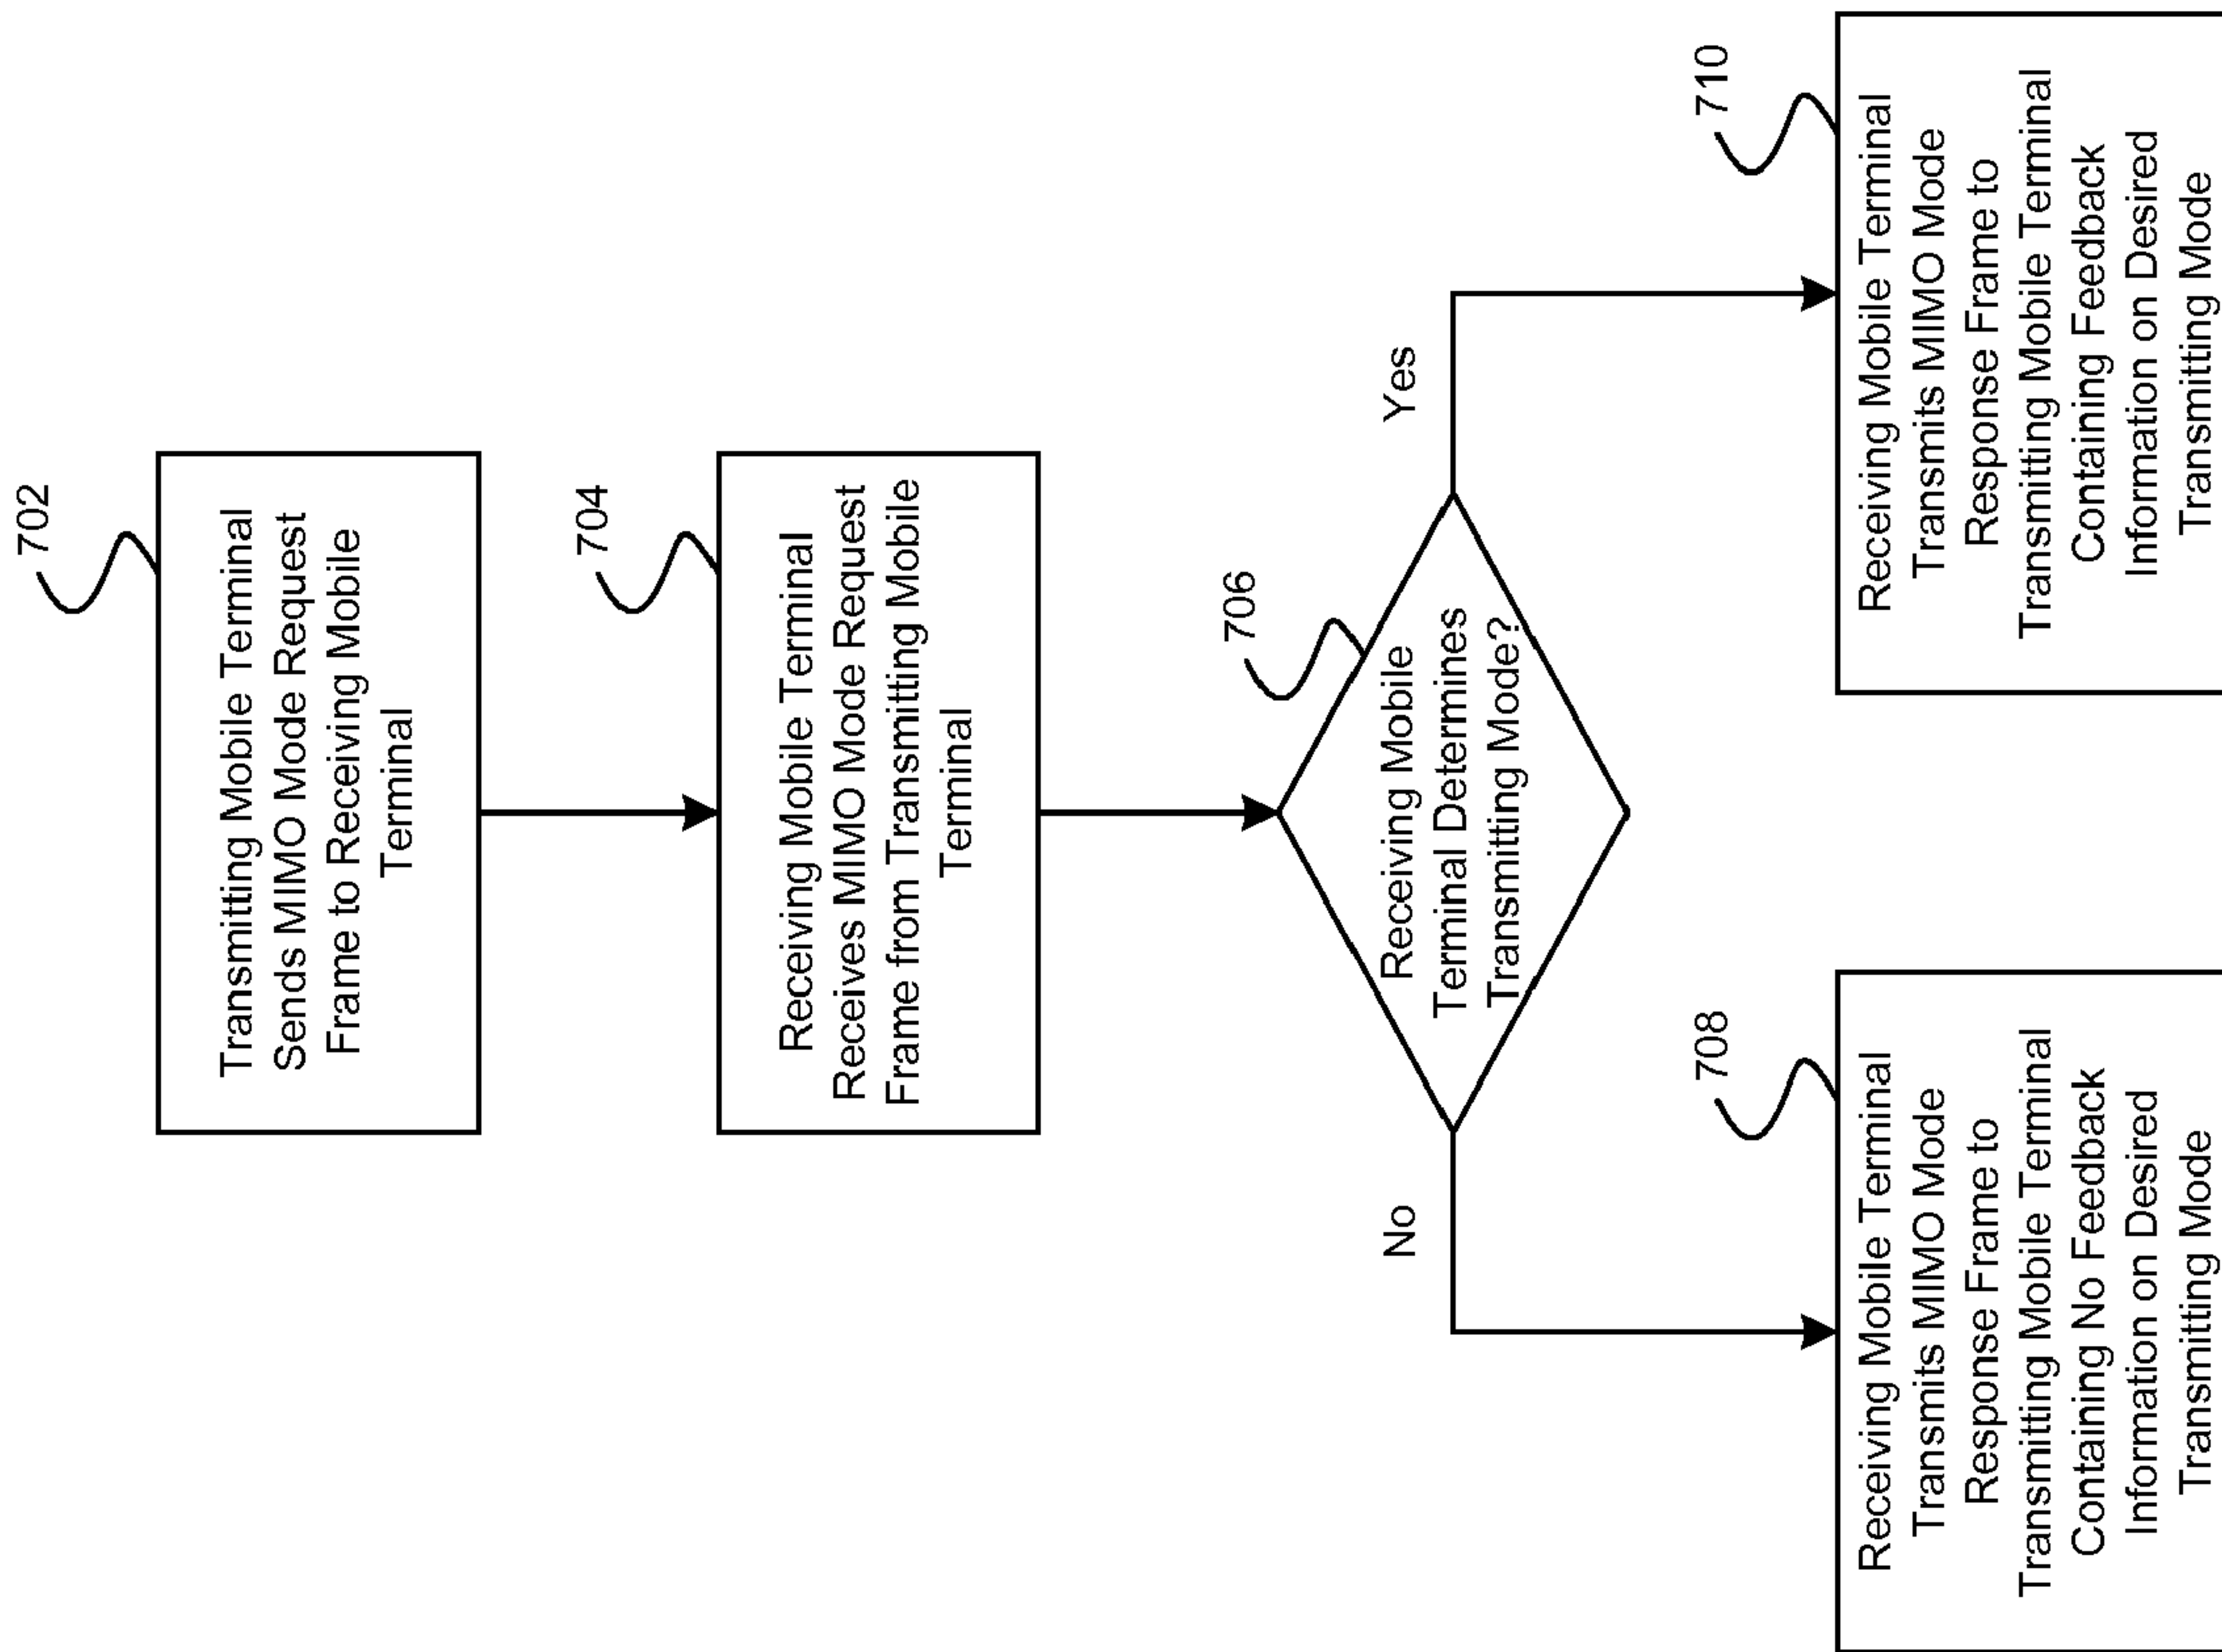 702
Transmitting Mobile Terminal
Sends MIMO Mode Request
Frame to Receiving Mobile
Terminal
704
Receiving Mobile Terminal
Receives MIMO Mode Request
Frame from Transmitting Mobile
Terminal
706
Receiving Mobile
Terminal Determines
Transmitting Mode?
No
Yes
708
Receiving Mobile Terminal
Transmits MIMO Mode
Response Frame to
Transmitting Mobile Terminal
Containing No Feedback
Information on Desired
Transmitting Mode
710
Receiving Mobile Terminal
Transmits MIMO Mode
Response Frame to
Transmitting Mobile Terminal
Containing Feedback
Information on Desired
Transmitting Mode